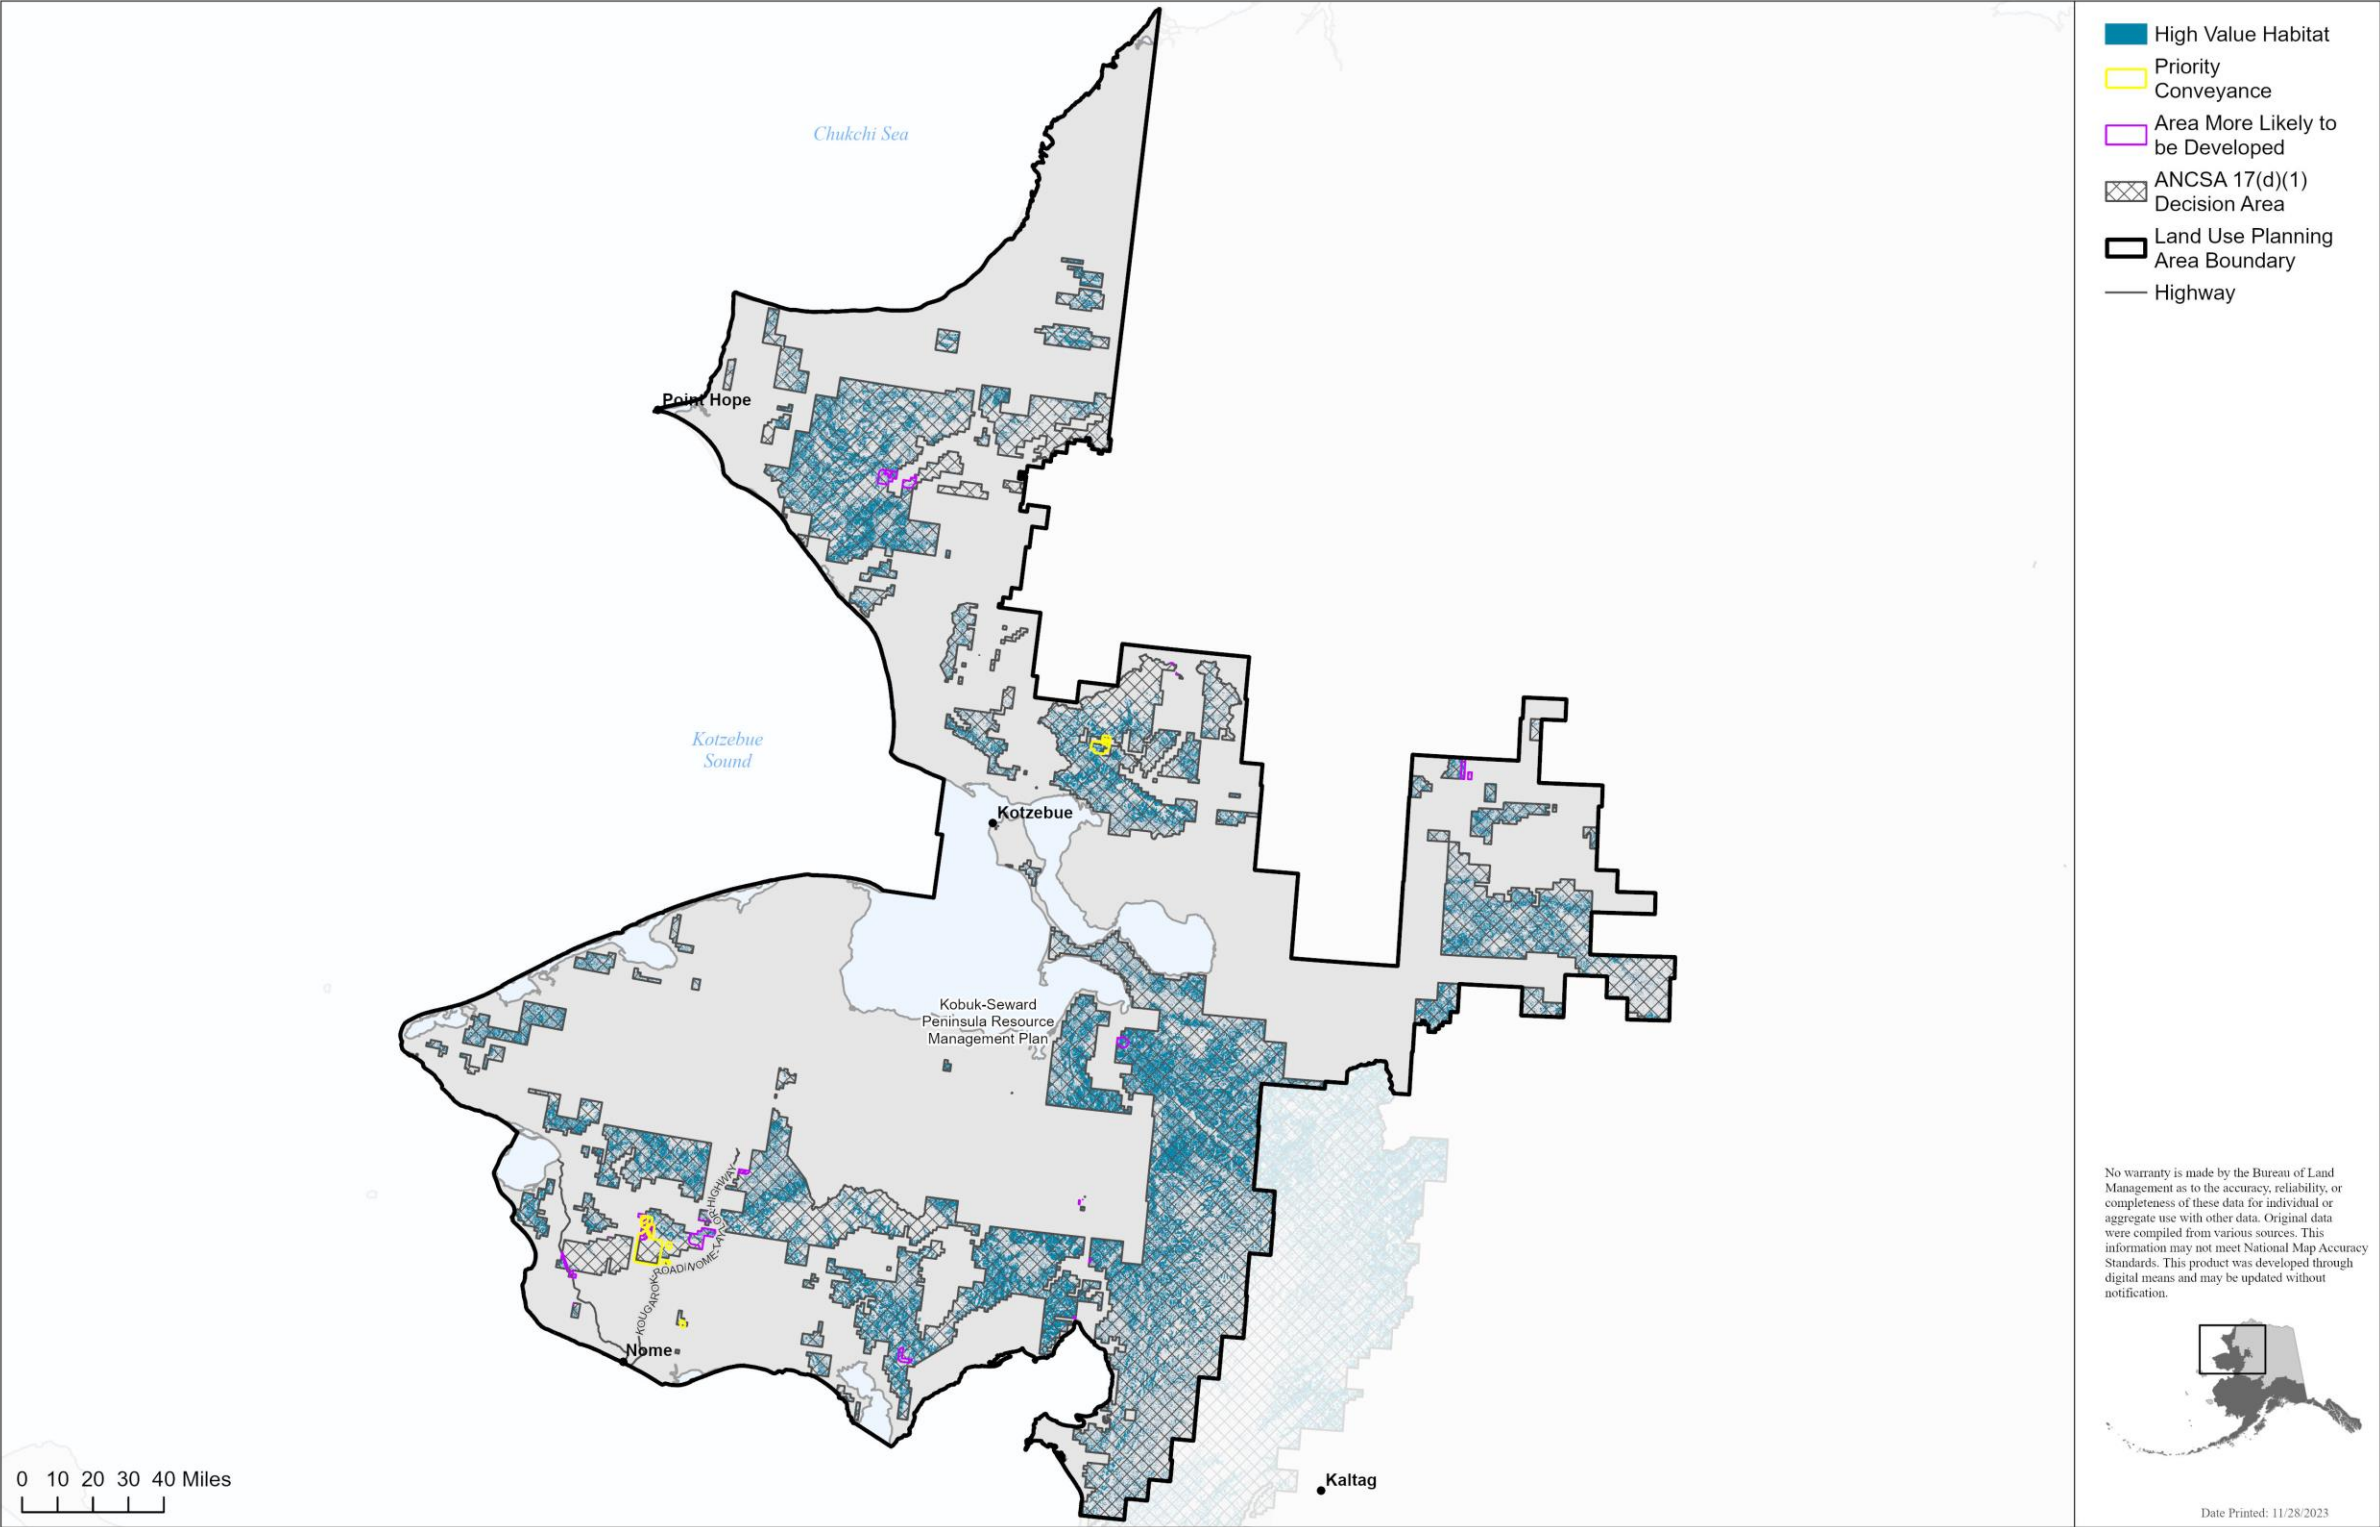 Chukchi Sea
Point Hope
Kotzebue
Sound
Kotzebue
Kobuk-Seward
Peninsula Resource
Management Plan
KOUGAROK ROAD/NOME-TAYLOR HIGHWAY
Nome
Kaltag
0 10 20 30 40 Miles
High Value Habitat
Priority
Conveyance
Area More Likely to
be Developed
ANCSA 17(d)(1)
Decision Area
Land Use Planning
Area Boundary
Highway
No warranty is made by the Bureau of Land
Management as to the accuracy, reliability, or
completeness of these data for individual or
aggregate use with other data. Original data
were compiled from various sources. This
information may not meet National Map Accuracy
Standards. This product was developed through
digital means and may be updated without
notification.
Date Printed: 11/28/2023